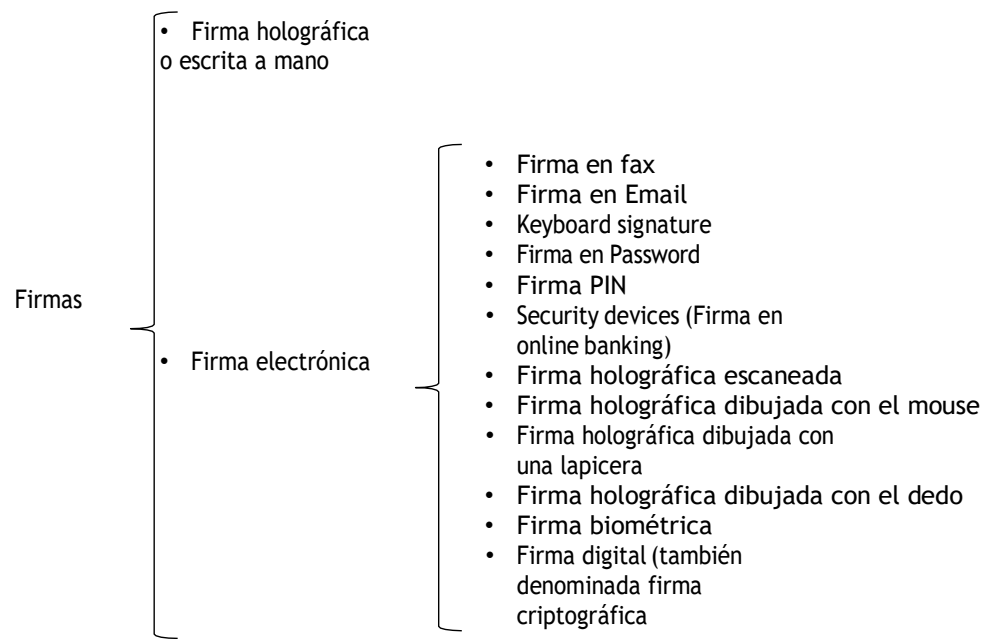 Firmas
• Firma holográfica
o escrita a mano
• Firma electrónica
• Firma en fax
• Firma en Email
• Keyboard signature
• Firma en Password
• Firma PIN
• Security devices (Firma en
online banking)
• Firma holográfica escaneada
• Firma holográfica dibujada con el mouse
• Firma holográfica dibujada con
una lapicera
• Firma holográfica dibujada con el dedo
• Firma biométrica
• Firma digital (también
denominada firma
criptográfica